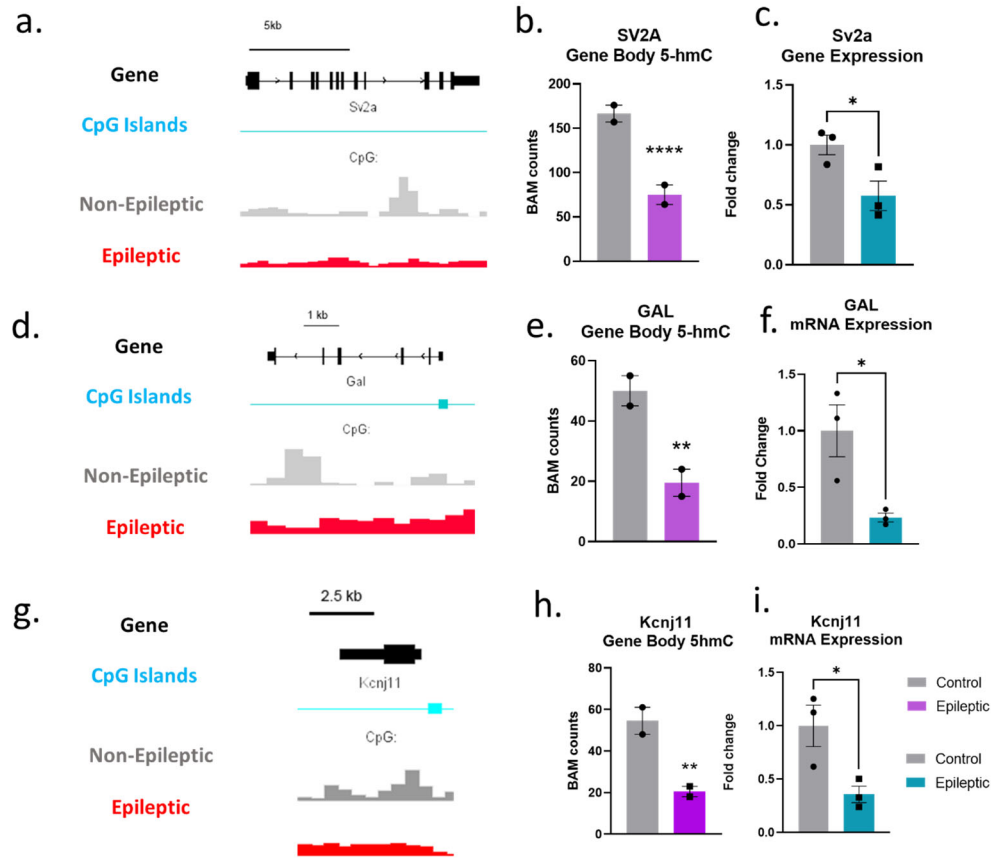 a.
5kb
Gene
Sv2a
CpG Islands
CpG:
Non-Epileptic
Epileptic
b.
SV2A
Gene Body 5-hmC
BAM counts
200
150
100
50
0
****
c.
Sv2a
Gene Expression
Fold change
1.5
1.0
0.5
0.0
*
d.
1 kb
Gene
Gal
CpG Islands
CpG:
Non-Epileptic
Epileptic
e.
GAL
Gene Body 5-hmC
BAM counts
60
40
20
0
**
f.
GAL
mRNA Expression
Fold Change
1.5
1.0
0.5
0.0
*
g.
2.5 kb
Gene
Kcnj11
CpG Islands
CpG:
Non-Epileptic
Epileptic
h.
Kcnj11
Gene Body 5hmC
BAM counts
80
60
40
20
0
**
i.
Kcnj11
mRNA Expression
Fold change
1.5
1.0
0.5
0.0
*
Control
Epileptic
Control
Epileptic